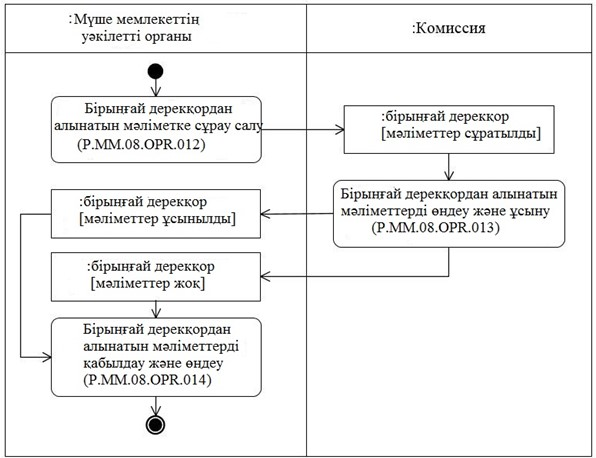 :Мүше мемлекеттің
уәкілетті органы
:Комиссия
Бірыңғай дерекқордан
алынатын мәліметке сұрау салу
(P.MM.08.OPR.012)
:бірыңғай дерекқор
[мәліметтер сұратылды]
Бірыңғай дерекқордан алынатын
мәліметтерді өңдеу және ұсыну
(P.MM.08.OPR.013)
:бірыңғай дерекқор
[мәліметтер ұсынылды]
:бірыңғай дерекқор
[мәліметтер жоқ]
Бірыңғай дерекқордан
алынатын мәліметтерді
қабылдау және өңдеу
(P.MM.08.OPR.014)